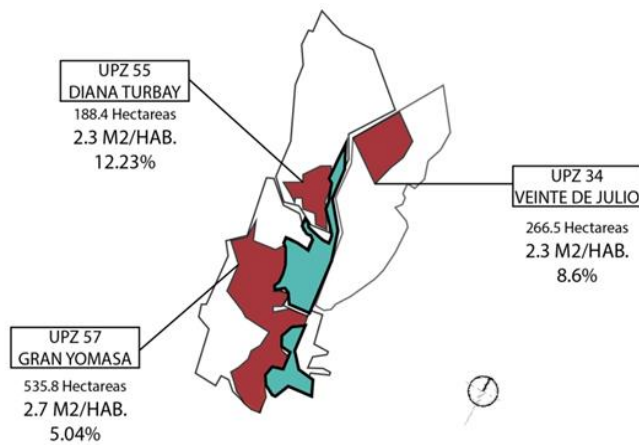 UPZ 55
DIANA TURBAY
188.4 Hectareas
2.3 M2/HAB.
12.23%
UPZ 34
VEINTE DE JULIO
266.5 Hectareas
2.3 M2/HAB.
8.6%
UPZ 57
GRAN YOMASA
535.8 Hectareas
2.7 M2/HAB.
5.04%